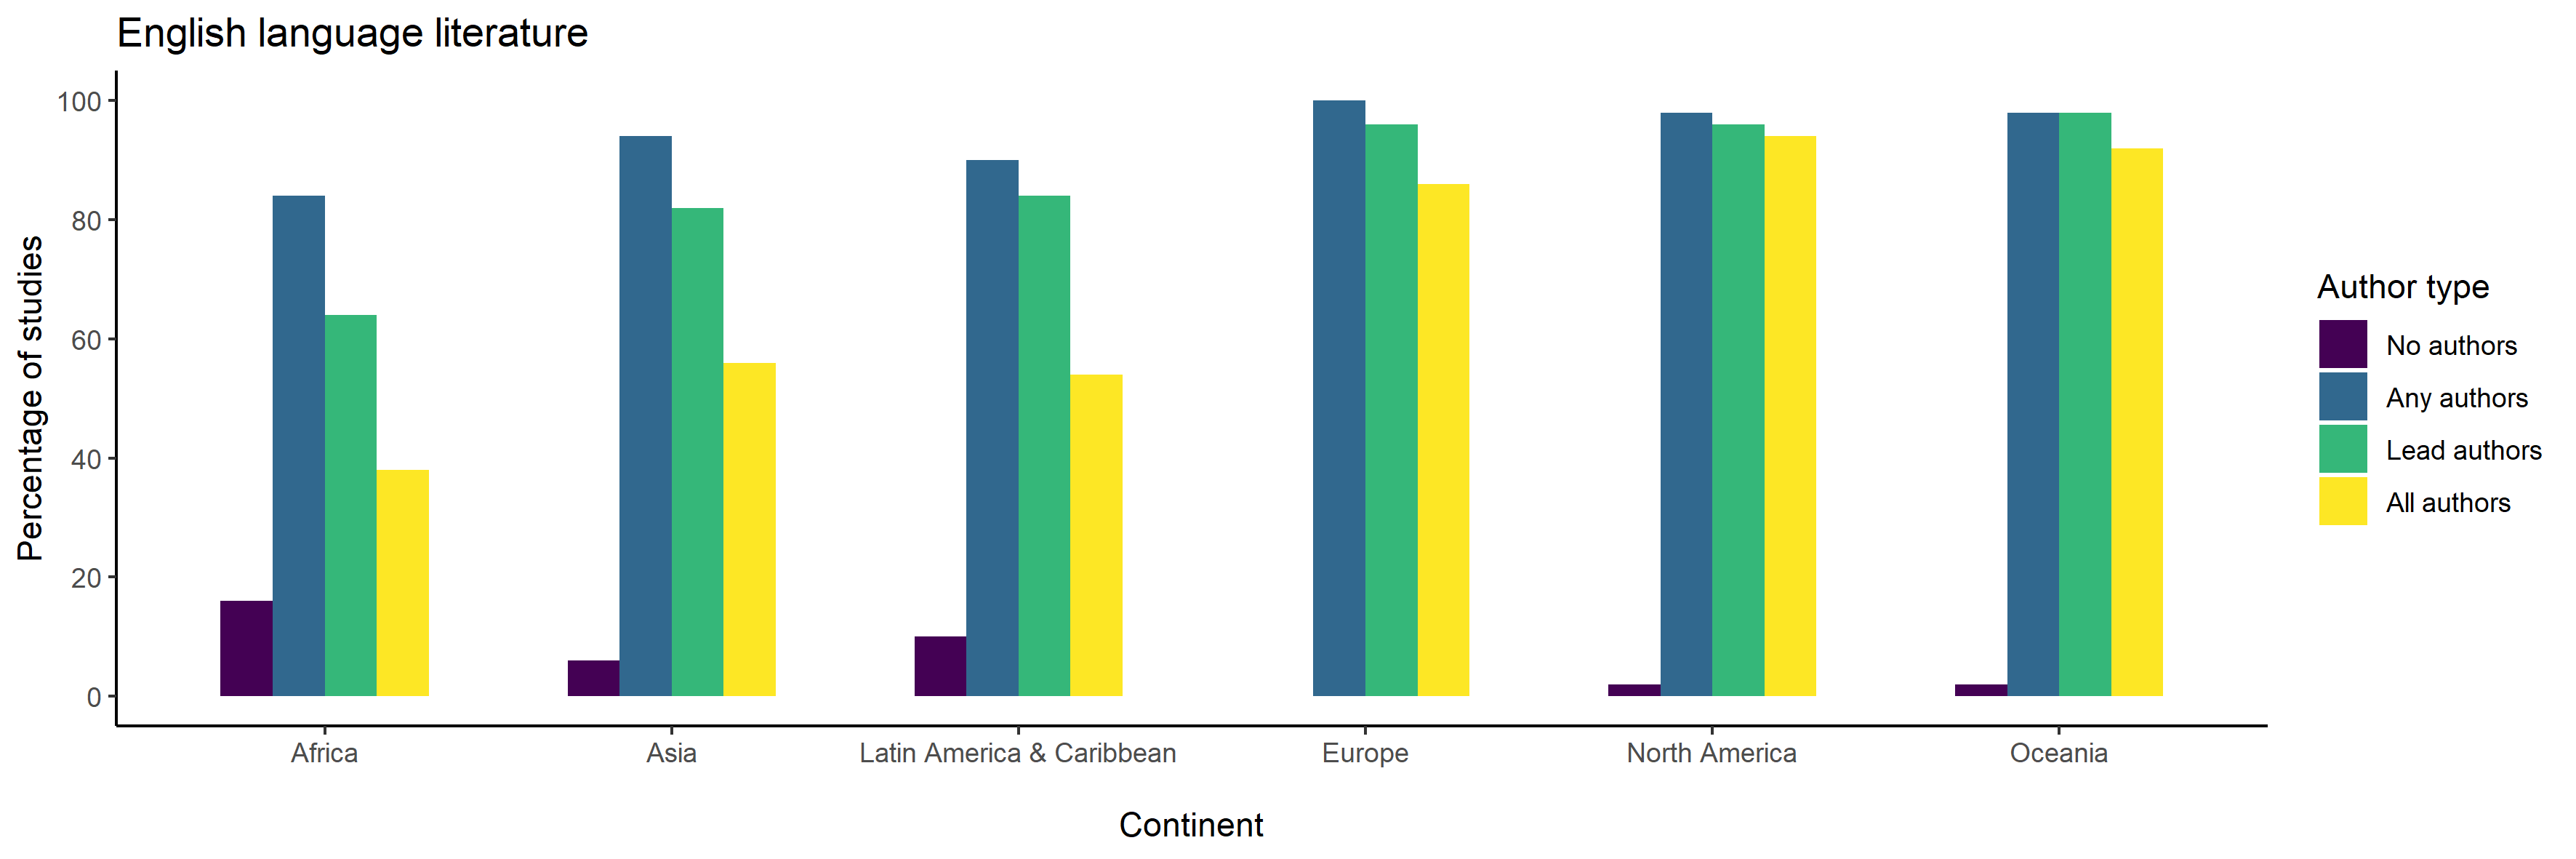 English language literature
100
80
60
40
20
0
Percentage of studies
Africa
Asia
Latin America & Caribbean
Europe
North America
Oceania
Continent
Author type
No authors
Any authors
Lead authors
All authors